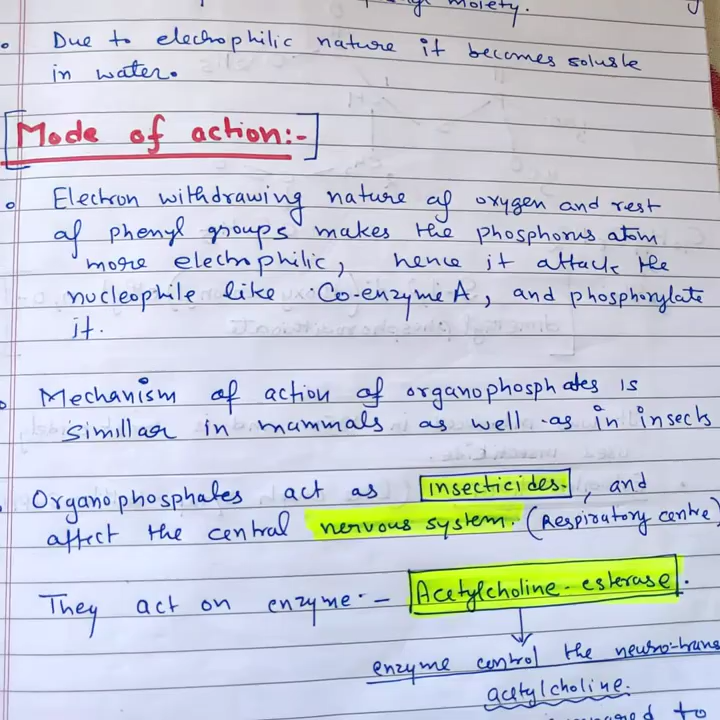 moiety.
Due to electrophilic nature it becomes soluble
in water.
[Mode of action:-]
Electron withdrawing nature of oxygen and rest
of phenyl groups makes the phosphorus atom
more electrophilic, hence it attack the
nucleophile like Co-enzyme A, and phosphorylate
it.
Mechanism of action of organophosphates is
simillar in mammals as well as in insects
Organophosphates act as insecticides, and
affect the central nervous system. (Respiratory centre)
They act on enzyme - Acetylcholine-esterase.
enzyme control the neuro-trans
acetylcholine.
to